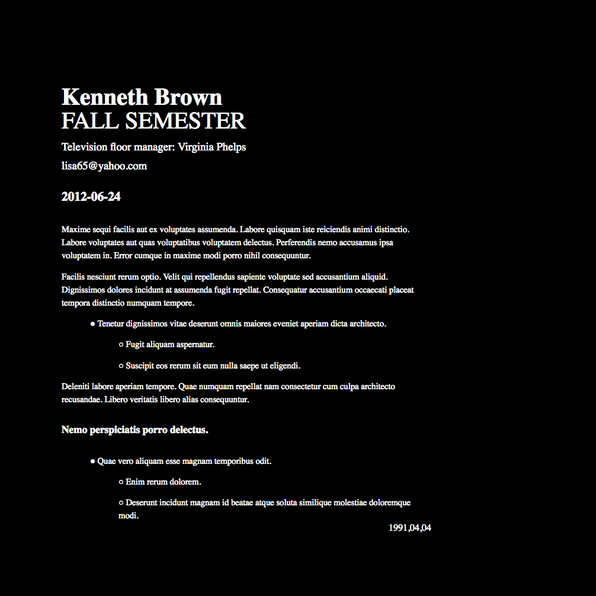 Kenneth Brown
FALL SEMESTER
Television floor manager: Virginia Phelps
lisa65@yahoo.com
2012-06-24
Maxime sequi facilis aut ex voluptates assumenda. Labore quisquam iste reiciendis animi distinctio.
Labore voluptates aut quas voluptatibus voluptatem delectus. Perferendis nemo accusamus ipsa
voluptatem in. Error cumque in maxime modi porro nihil consequuntur.
Facilis nesciunt rerum optio. Velit qui repellendus sapiente voluptate sed accusantium aliquid.
Dignissimos dolores incidunt at assumenda fugit repellat. Consequatur accusantium occaecati placeat
tempora distinctio numquam tempore.
● Tenetur dignissimos vitae deserunt omnis maiores eveniet aperiam dicta architecto.
○ Fugit aliquam aspernatur.
○ Suscipit eos rerum sit eum nulla saepe ut eligendi.
Deleniti labore aperiam tempore. Quae numquam repellat nam consectetur cum culpa architecto
recusandae. Libero veritatis libero alias consequuntur.
Nemo perspiciatis porro delectus.
● Quae vero aliquam esse magnam temporibus odit.
○ Enim rerum dolorem.
○ Deserunt incidunt magnam id beatae atque soluta similique molestiae doloremque
modi.
1991,04,04